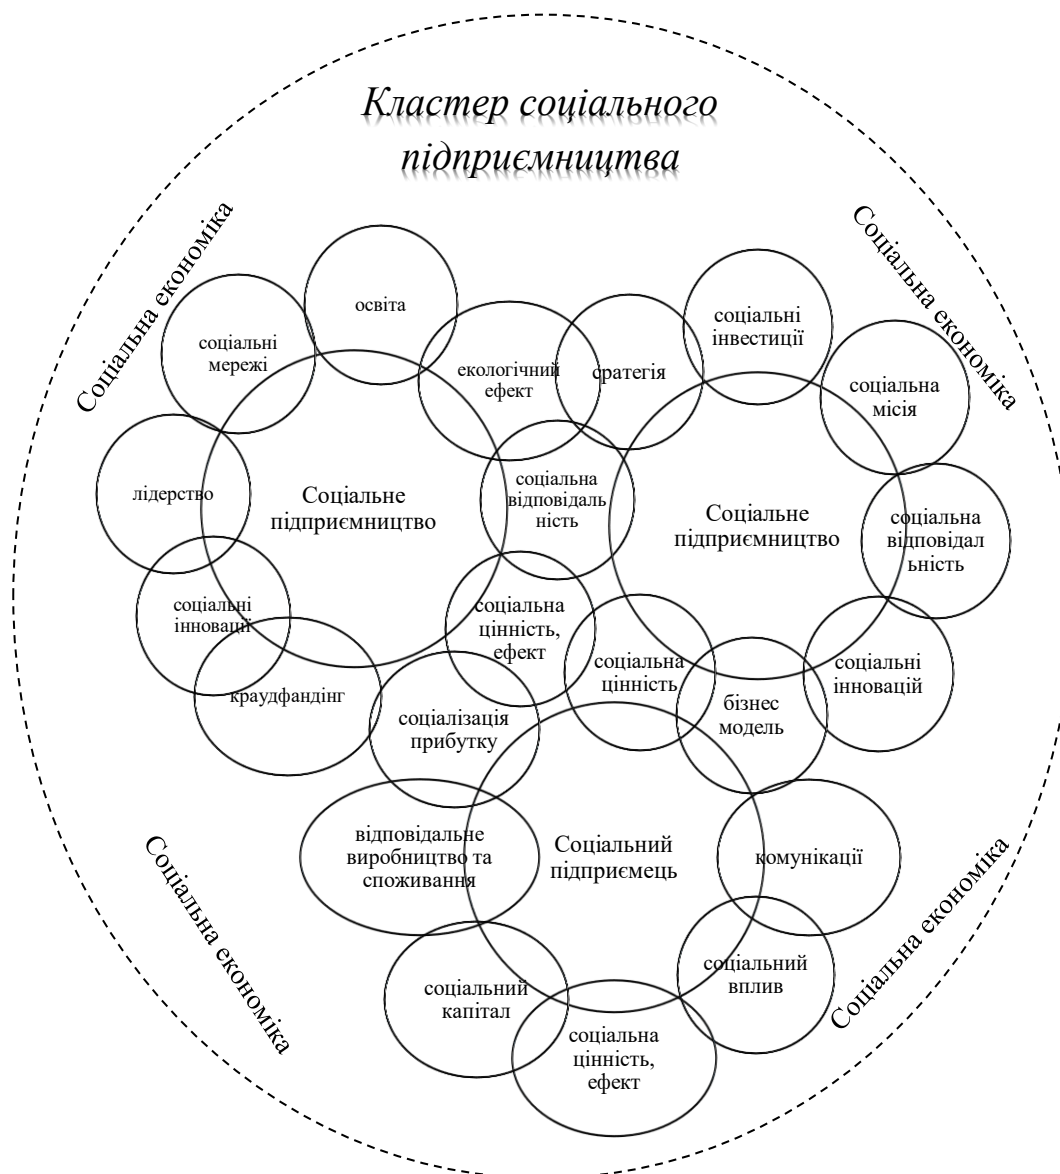 Кластер соціального
підприємництва
Соціальна економіка
Соціальна економіка
освіта
соціальні
мережі
екологічний
ефект
сратегія
соціальні
інвестиції
соціальна
місія
лідерство
Соціальне
підприємництво
соціальна
відповідаль
ність
Соціальне
підприємництво
соціальна
відповідал
ьність
соціальні
інновації
соціальна
цінність,
ефект
соціальна
цінність
соціальні
інновацій
краудфандінг
соціалізація
прибутку
бізнес
модель
відповідальне
виробництво та
споживання
Соціальний
підприємець
комунікації
Соціальна економіка
Соціальна економіка
соціальний
капітал
соціальний
вплив
соціальна
цінність,
ефект